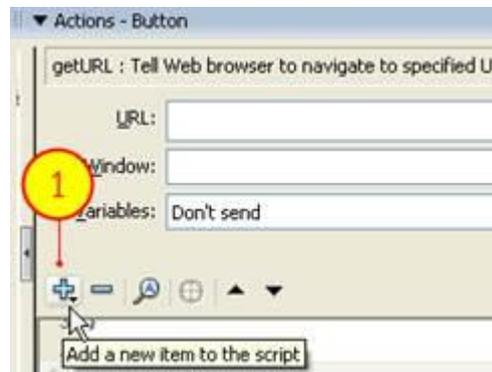 Actions - Button
getURL : Tell Web browser to navigate to specified U
URL:
Window:
1
Variables: Don't send
Add a new item to the script